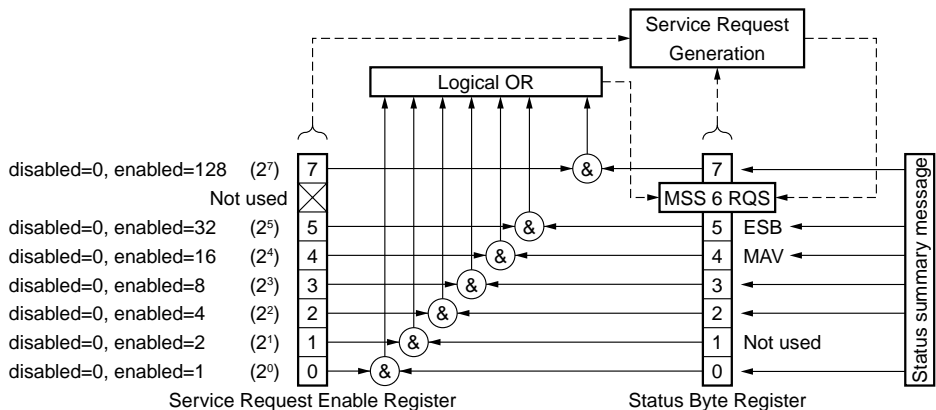 Service Request
Generation
Logical OR
disabled=0, enabled=128 (2⁷) 7 & 7
Not used MSS 6 RQS
disabled=0, enabled=32 (2⁵) 5 & 5 ESB
disabled=0, enabled=16 (2⁴) 4 & 4 MAV
disabled=0, enabled=8 (2³) 3 & 3
disabled=0, enabled=4 (2²) 2 & 2
disabled=0, enabled=2 (2¹) 1 & 1 Not used
disabled=0, enabled=1 (2⁰) 0 & 0
Status summary message
Service Request Enable Register Status Byte Register